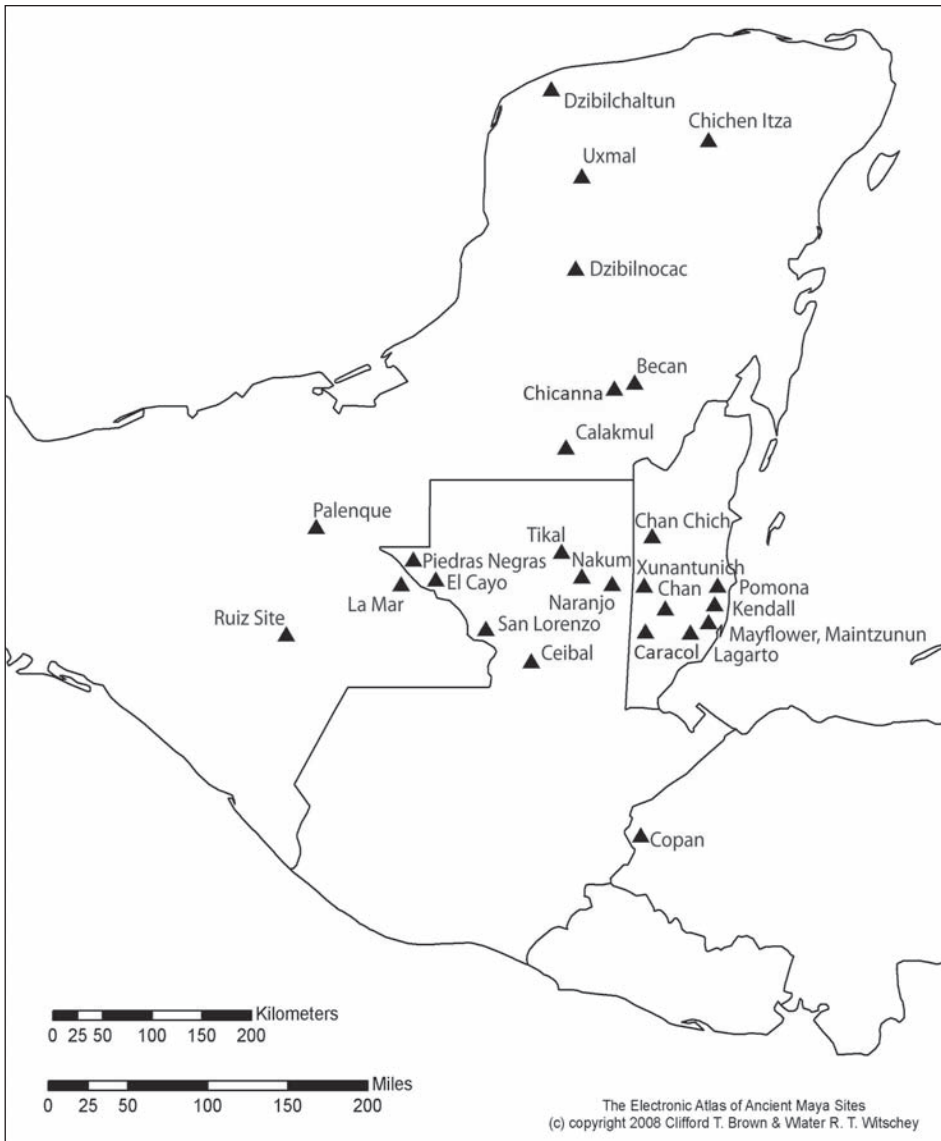 Dzibilchaltun
Chichen Itza
Uxmal
Dzibilnocac
Becan
Chicanna
Calakmul
Palenque
Chan Chich
Tikal
Piedras Negras
Nakum
Xunantunich
El Cayo
Chan
Pomona
La Mar
Naranjo
Kendall
Ruiz Site
San Lorenzo
Mayflower, Maintzunun
Ceibal
Caracol
Lagarto
Copan
Kilometers
0 25 50 100 150 200
Miles
0 25 50 100 150 200
The Electronic Atlas of Ancient Maya Sites
(c) copyright 2008 Clifford T. Brown & Wlater R. T. Witschey